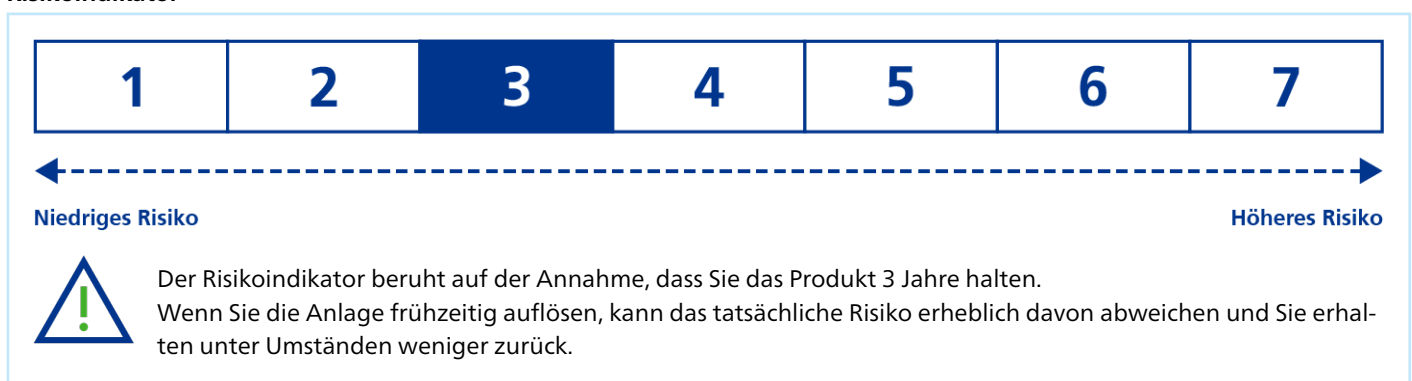 Risikoindikator
1 2 3 4 5 6 7
Niedriges Risiko Höheres Risiko
Der Risikoindikator beruht auf der Annahme, dass Sie das Produkt 3 Jahre halten.
Wenn Sie die Anlage frühzeitig auflösen, kann das tatsächliche Risiko erheblich davon abweichen und Sie erhal-
ten unter Umständen weniger zurück.